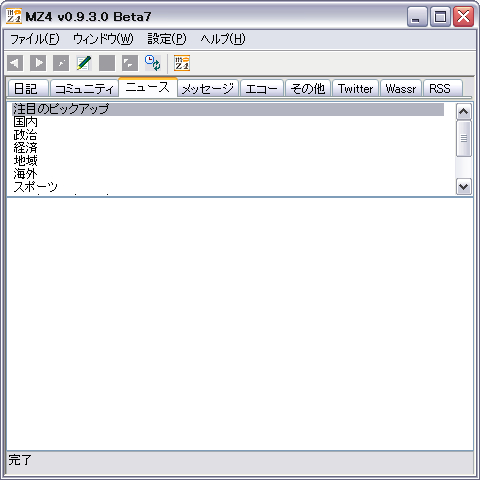 MZ4 v0.9.3.0 Beta7
ファイル(F) ウィンドウ(W) 設定(P) ヘルプ(H)
日記 コミュニティ ニュース メッセージ エコー その他 Twitter Wassr RSS
注目のピックアップ
国内
政治
経済
地域
海外
スポーツ
完了